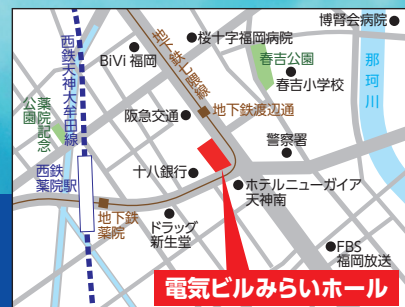 博腎会病院
桜十字福岡病院
BiVi 福岡
西鉄天神大牟田線
地下鉄七隈線
春吉公園
春吉小学校
那珂川
薬院記念
公園
阪急交通
地下鉄渡辺通
警察署
西鉄
薬院駅
十八銀行
ホテルニューガイア
天神南
地下鉄
薬院
ドラッグ
新生堂
FBS
福岡放送
電気ビルみらいホール